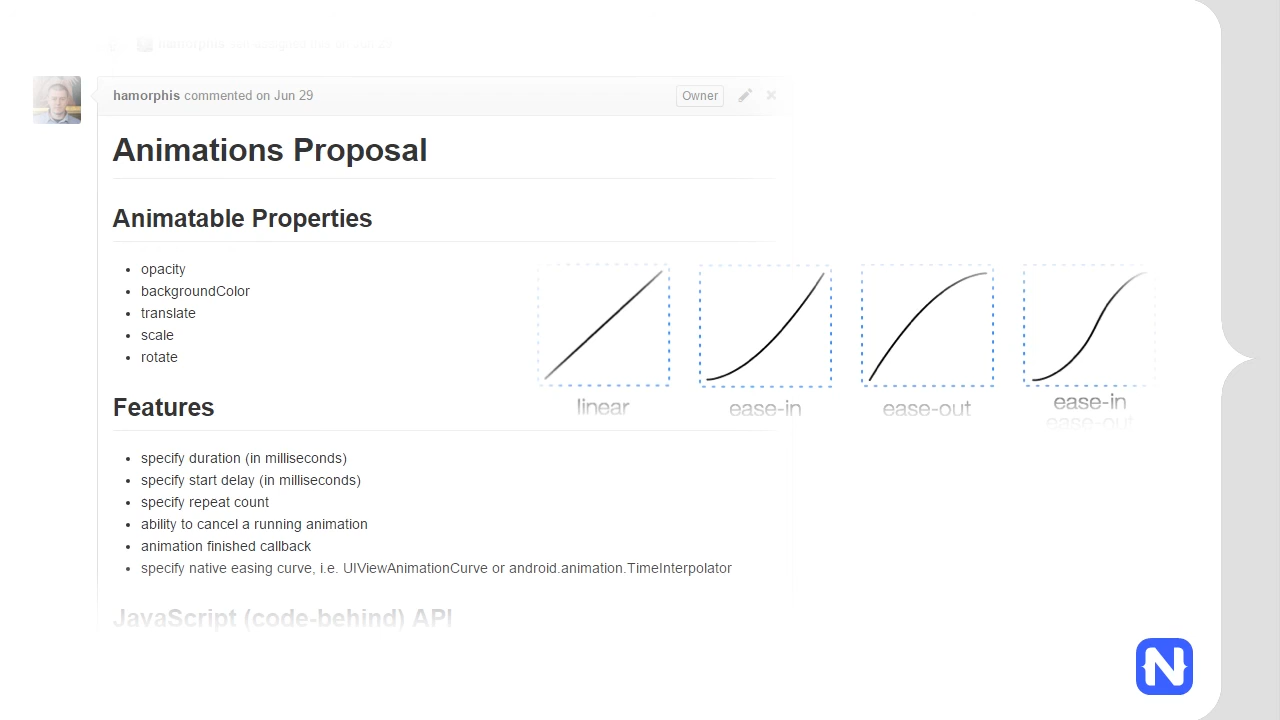 hamorphis commented on Jun 29
Owner
Animations Proposal
Animatable Properties
opacity
backgroundColor
translate
scale
rotate
linear
ease-in
ease-out
ease-in
ease-out
Features
specify duration (in milliseconds)
specify start delay (in milliseconds)
specify repeat count
ability to cancel a running animation
animation finished callback
specify native easing curve, i.e. UIViewAnimationCurve or android.animation.TimeInterpolator
JavaScript (code-behind) API
N